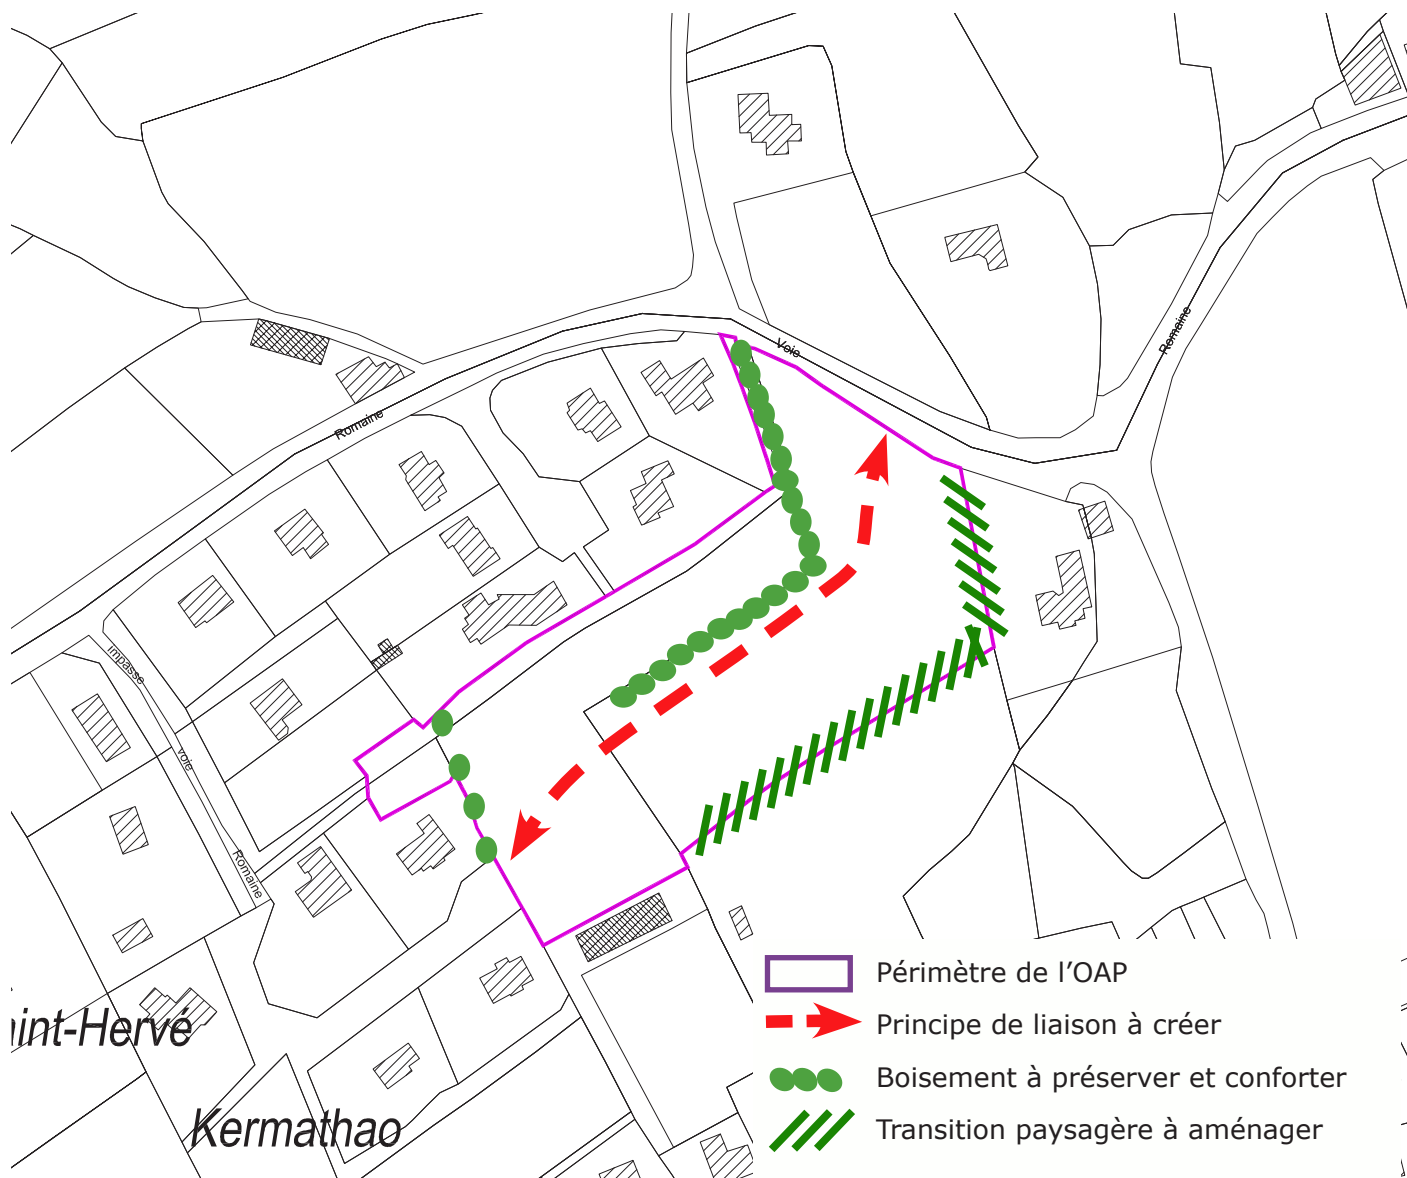 Voie
Romaine
Romaine
Impasse
voie
Romaine
aint-Hervé
Kermathao
Périmètre de l'OAP
Principe de liaison à créer
Boisement à préserver et conforter
Transition paysagère à aménager